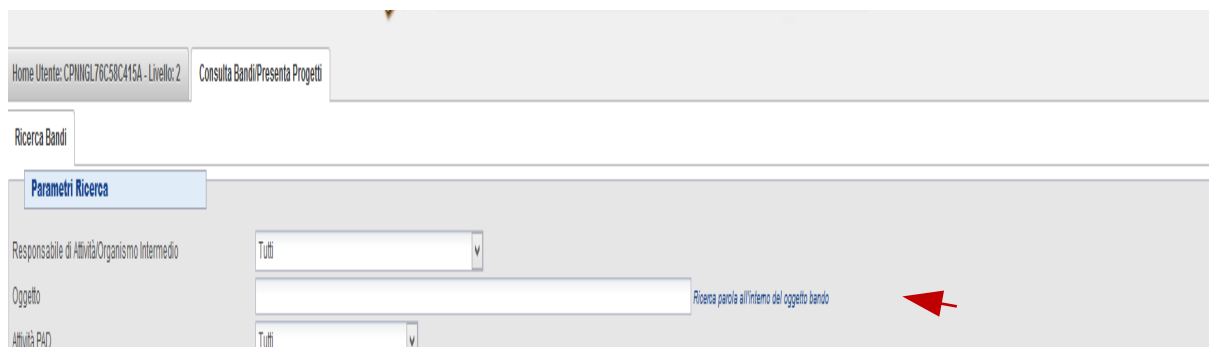 Home Utente: CPNNGL76C58C415A - Livello: 2 Consulta Bandi/Presenta Progetti
Ricerca Bandi
Parametri Ricerca
Responsabile di Attività/Organismo Intermedio Tutti
Oggetto Ricerca parola all'interno del oggetto bando
Attività PAD Tutti